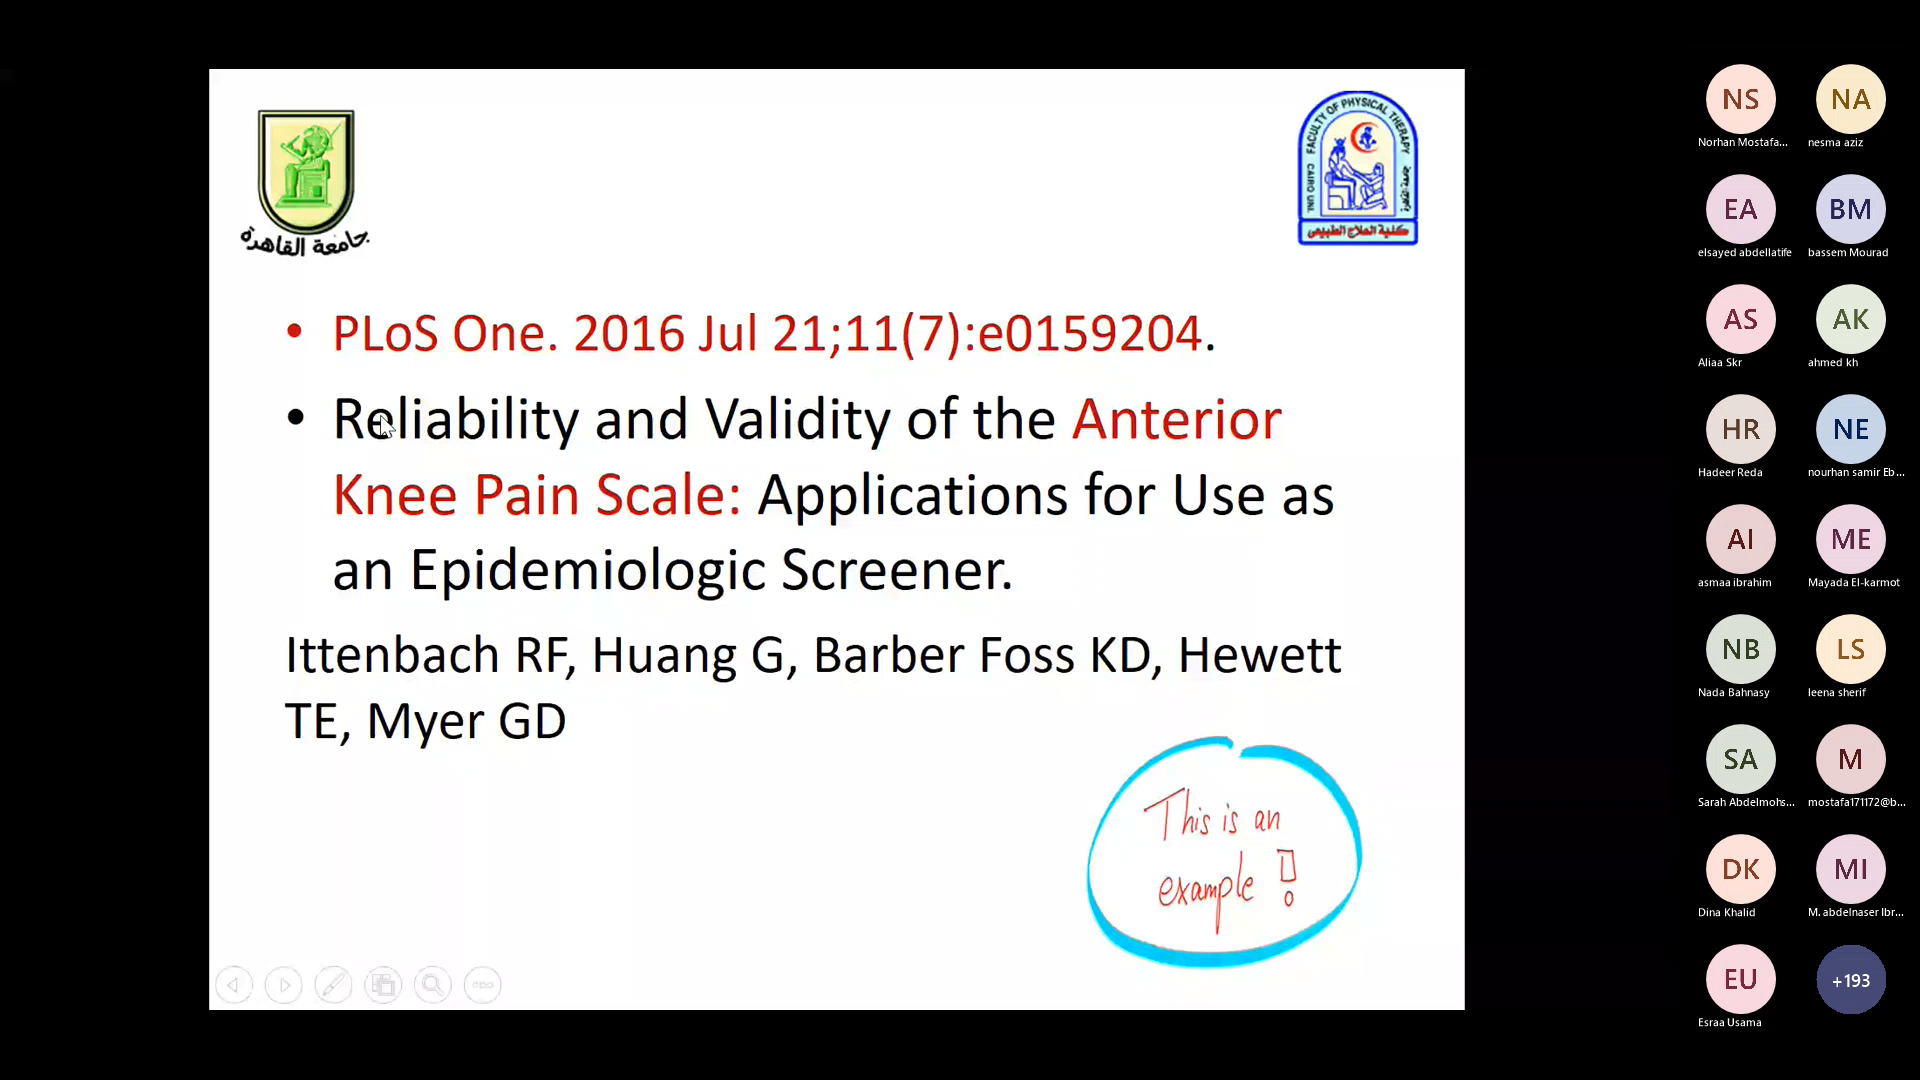 جامعة القاهرة
FACULTY OF PHYSICAL THERAPY
CAIRO UNI.
جامعة القاهرة
كلية العلاج الطبيعى
• PLoS One. 2016 Jul 21;11(7):e0159204.
• Reliability and Validity of the Anterior
Knee Pain Scale: Applications for Use as
an Epidemiologic Screener.
Ittenbach RF, Huang G, Barber Foss KD, Hewett
TE, Myer GD
This is an
example !
NS
NA
Norhan Mostafa...
nesma aziz
EA
BM
elsayed abdellatife
bassem Mourad
AS
AK
Aliaa Skr
ahmed kh
HR
NE
Hadeer Reda
nourhan samir Eb...
AI
ME
asmaa ibrahim
Mayada El-karmot
NB
LS
Nada Bahnasy
leena sherif
SA
M
Sarah Abdelmohs...
mostafa171172@b...
DK
MI
Dina Khalid
M. abdelnaser Ibr...
EU
+193
Esraa Usama